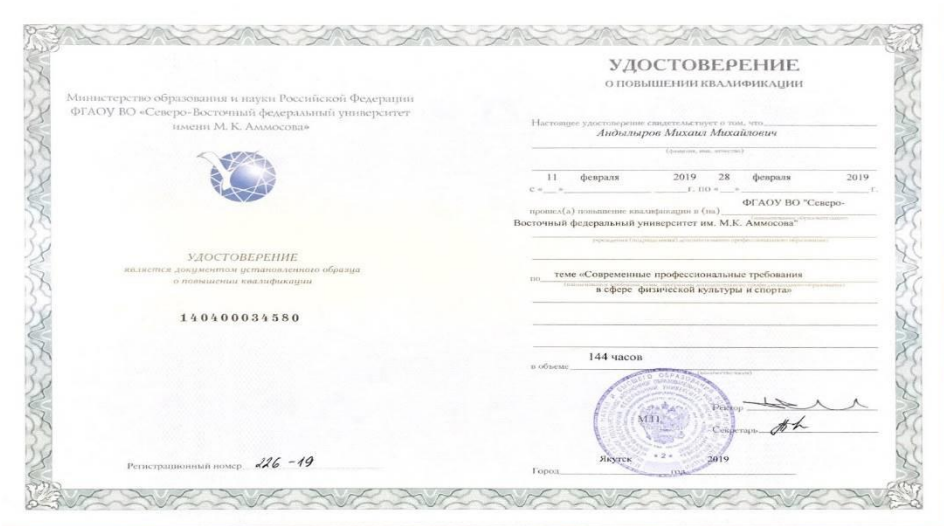 Министерство образования и науки Российской Федерации
ФГАОУ ВО «Северо-Восточный федеральный университет
имени М. К. Аммосова»
УДОСТОВЕРЕНИЕ
является документом установленного образца
о повышении квалификации
140400034580
Регистрационный номер 226 -19
УДОСТОВЕРЕНИЕ
О ПОВЫШЕНИИ КВАЛИФИКАЦИИ
Настоящее удостоверение свидетельствует о том, что
Андылыров Михаил Михайлович
(фамилия, имя, отчество)
11 февраля 2019 28 февраля 2019
с « » г. по « » г.
ФГАОУ ВО "Северо-
прошел(а) повышение квалификации в (на)
Восточный федеральный университет им. М.К. Аммосова"
по теме «Современные профессиональные требования
в сфере физической культуры и спорта»
144 часов
в объеме
(количество часов)
М.П.
Ректор
Секретарь
Якутск 2019
Город год